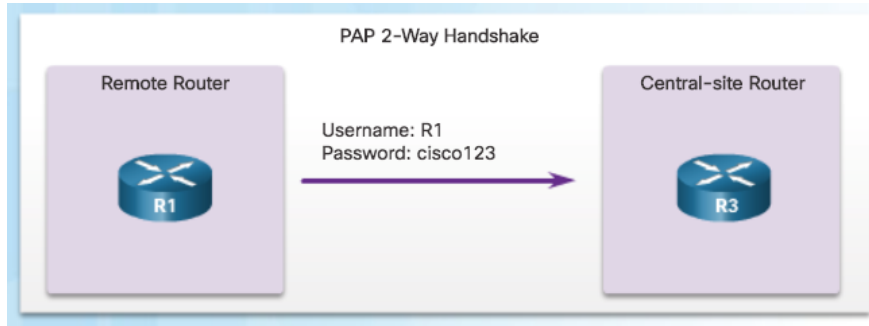 PAP 2-Way Handshake
Remote Router
Central-site Router
Username: R1
Password: cisco123
R1
R3